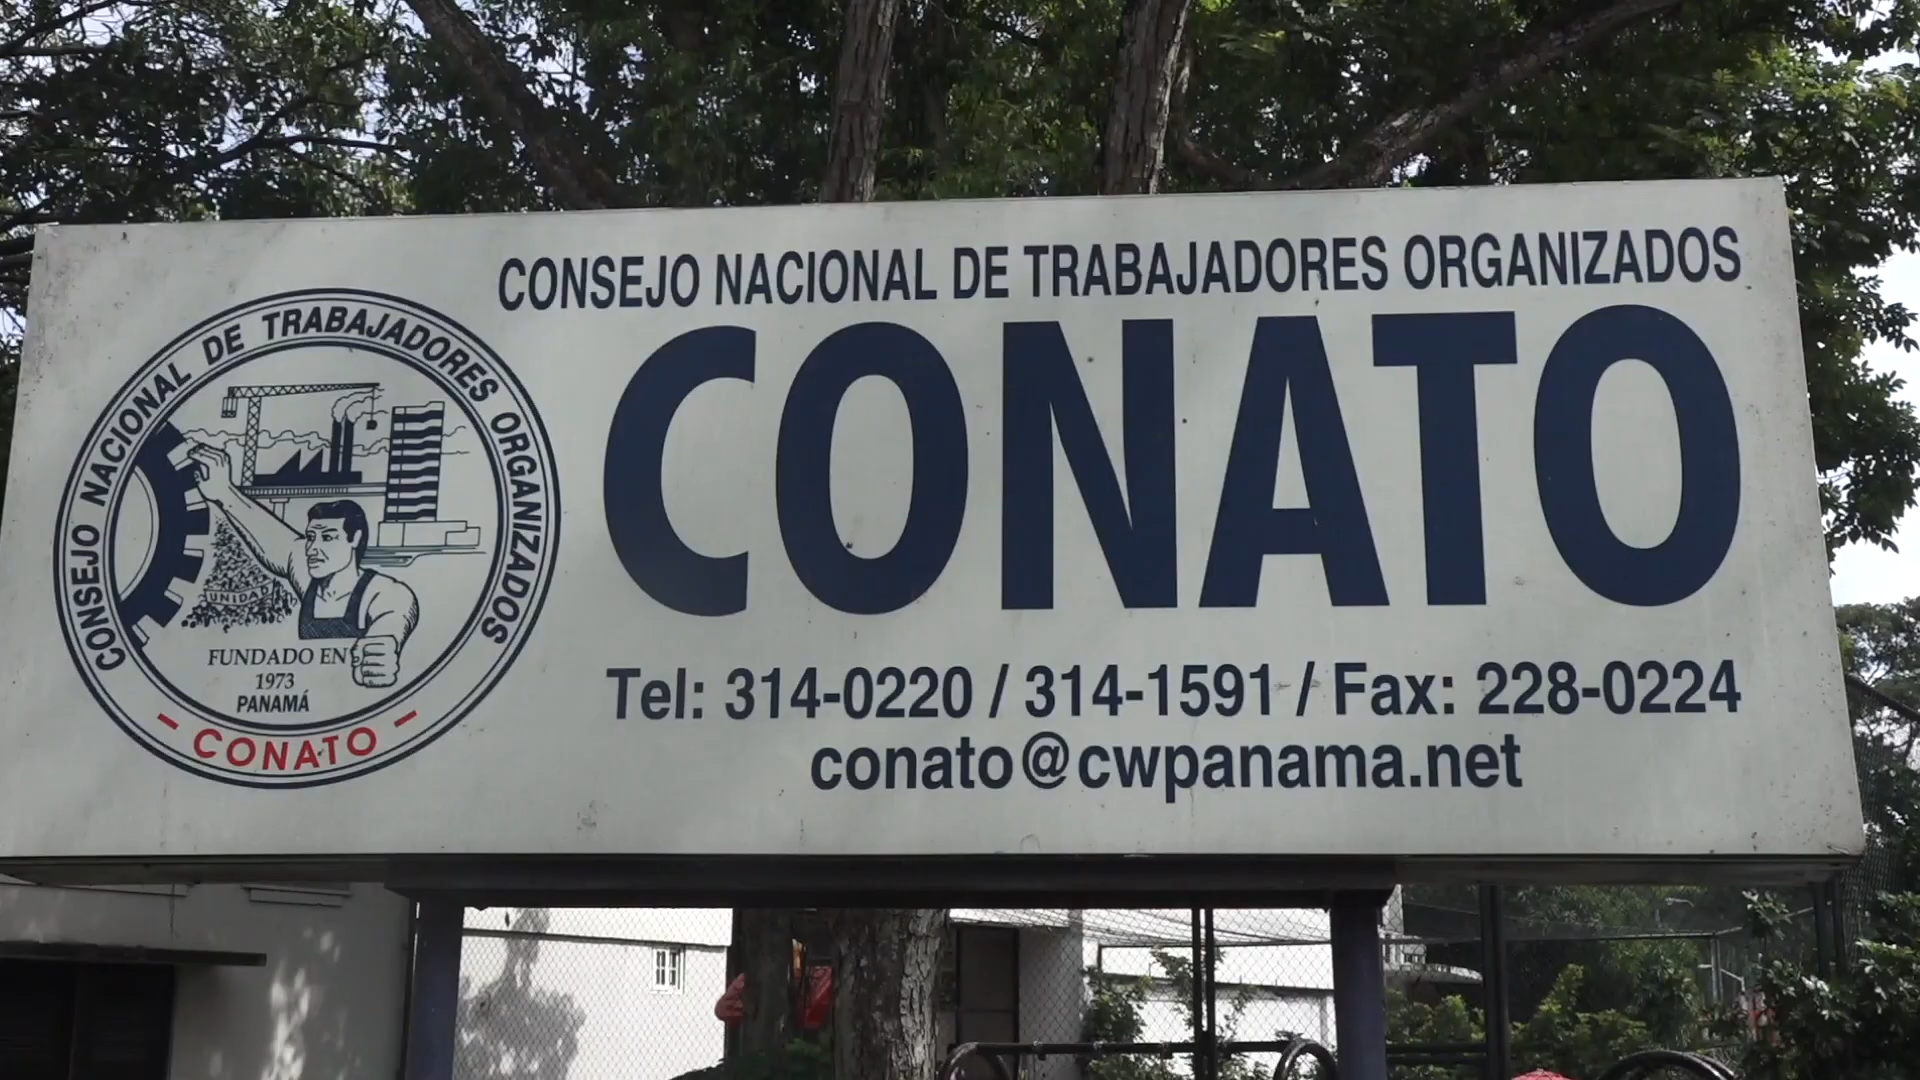 CONSEJO NACIONAL DE TRABAJADORES ORGANIZADOS
CONATO
Tel: 314-0220 / 314-1591 / Fax: 228-0224
conato@cwpanama.net
CONSEJO NACIONAL DE TRABAJADORES ORGANIZADOS
UNIDAD
FUNDADO EN
1973
PANAMÁ
- CONATO -